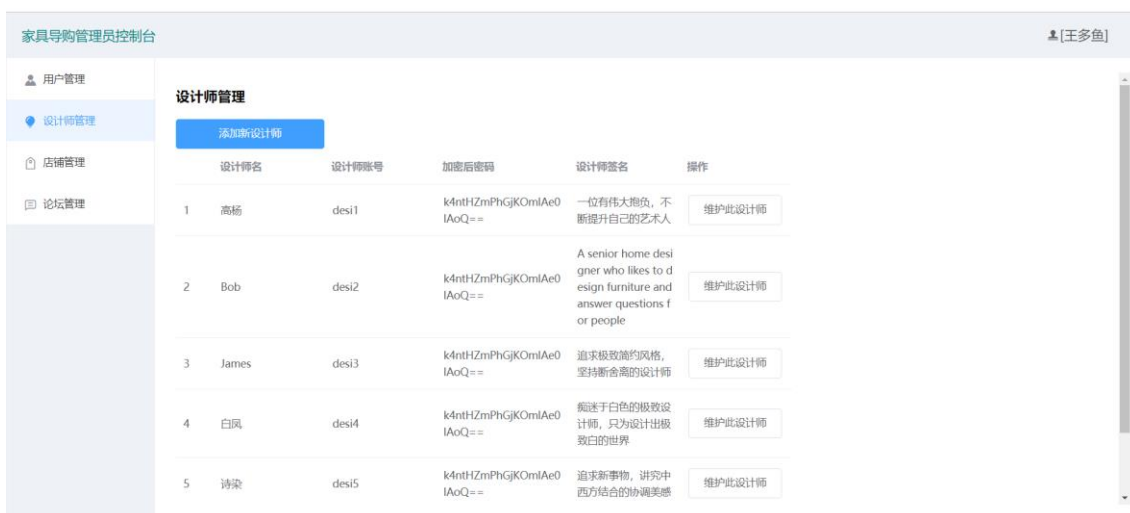 家具导购管理员控制台
[王多鱼]
用户管理
设计师管理
店铺管理
论坛管理
设计师管理
添加新设计师
设计师名 设计师账号 加密后密码 设计师签名 操作
1 高杨 desi1 k4ntHZmPhGjKOmlAe0 一位有伟大抱负，不 维护此设计师
lAoQ== 断提升自己的艺术人
A senior home desi
gner who likes to d
2 Bob desi2 k4ntHZmPhGjKOmlAe0 esign furniture and 维护此设计师
lAoQ== answer questions f
or people
3 James desi3 k4ntHZmPhGjKOmlAe0 追求极致简约风格， 维护此设计师
lAoQ== 坚持断舍离的设计师
4 白凤 desi4 k4ntHZmPhGjKOmlAe0 痴迷于白色的极致设 维护此设计师
lAoQ== 计师，只为设计出极
致白的世界
5 诗染 desi5 k4ntHZmPhGjKOmlAe0 追求新事物，讲究中 维护此设计师
lAoQ== 西方结合的协调美感